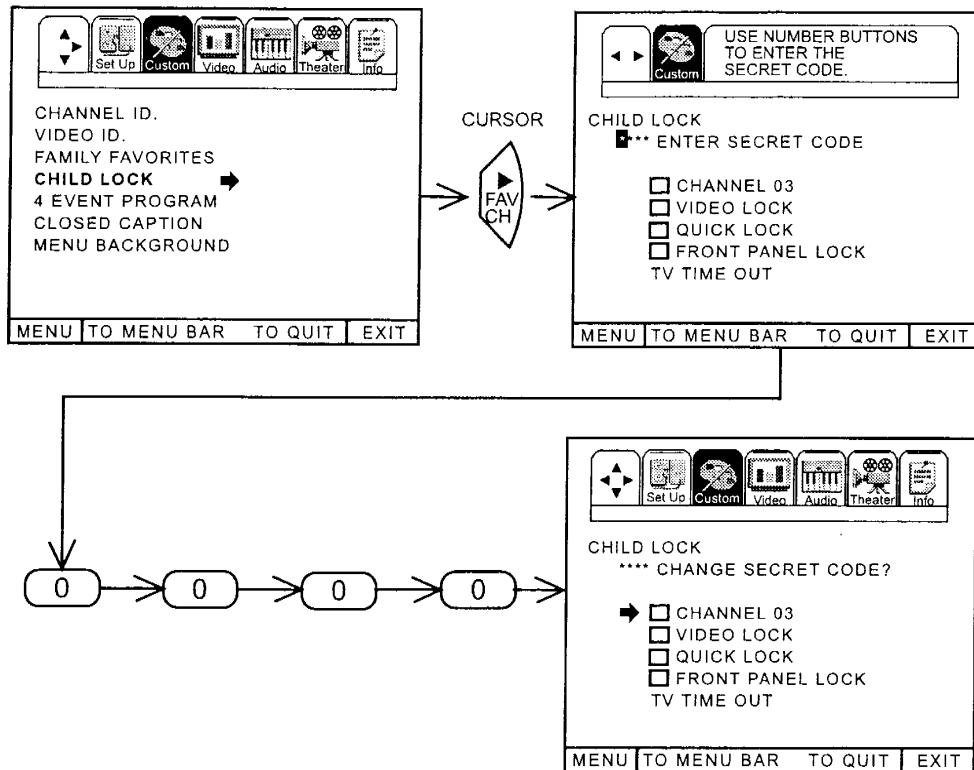 Set Up Custom Video Audio Theater Info
CHANNEL ID.
VIDEO ID.
FAMILY FAVORITES
CHILD LOCK
4 EVENT PROGRAM
CLOSED CAPTION
MENU BACKGROUND
MENU TO MENU BAR TO QUIT EXIT
CURSOR
FAV
CH
Custom
USE NUMBER BUTTONS
TO ENTER THE
SECRET CODE.
CHILD LOCK
**** ENTER SECRET CODE
CHANNEL 03
VIDEO LOCK
QUICK LOCK
FRONT PANEL LOCK
TV TIME OUT
MENU TO MENU BAR TO QUIT EXIT
0 0 0 0
Set Up Custom Video Audio Theater Info
CHILD LOCK
**** CHANGE SECRET CODE?
CHANNEL 03
VIDEO LOCK
QUICK LOCK
FRONT PANEL LOCK
TV TIME OUT
MENU TO MENU BAR TO QUIT EXIT